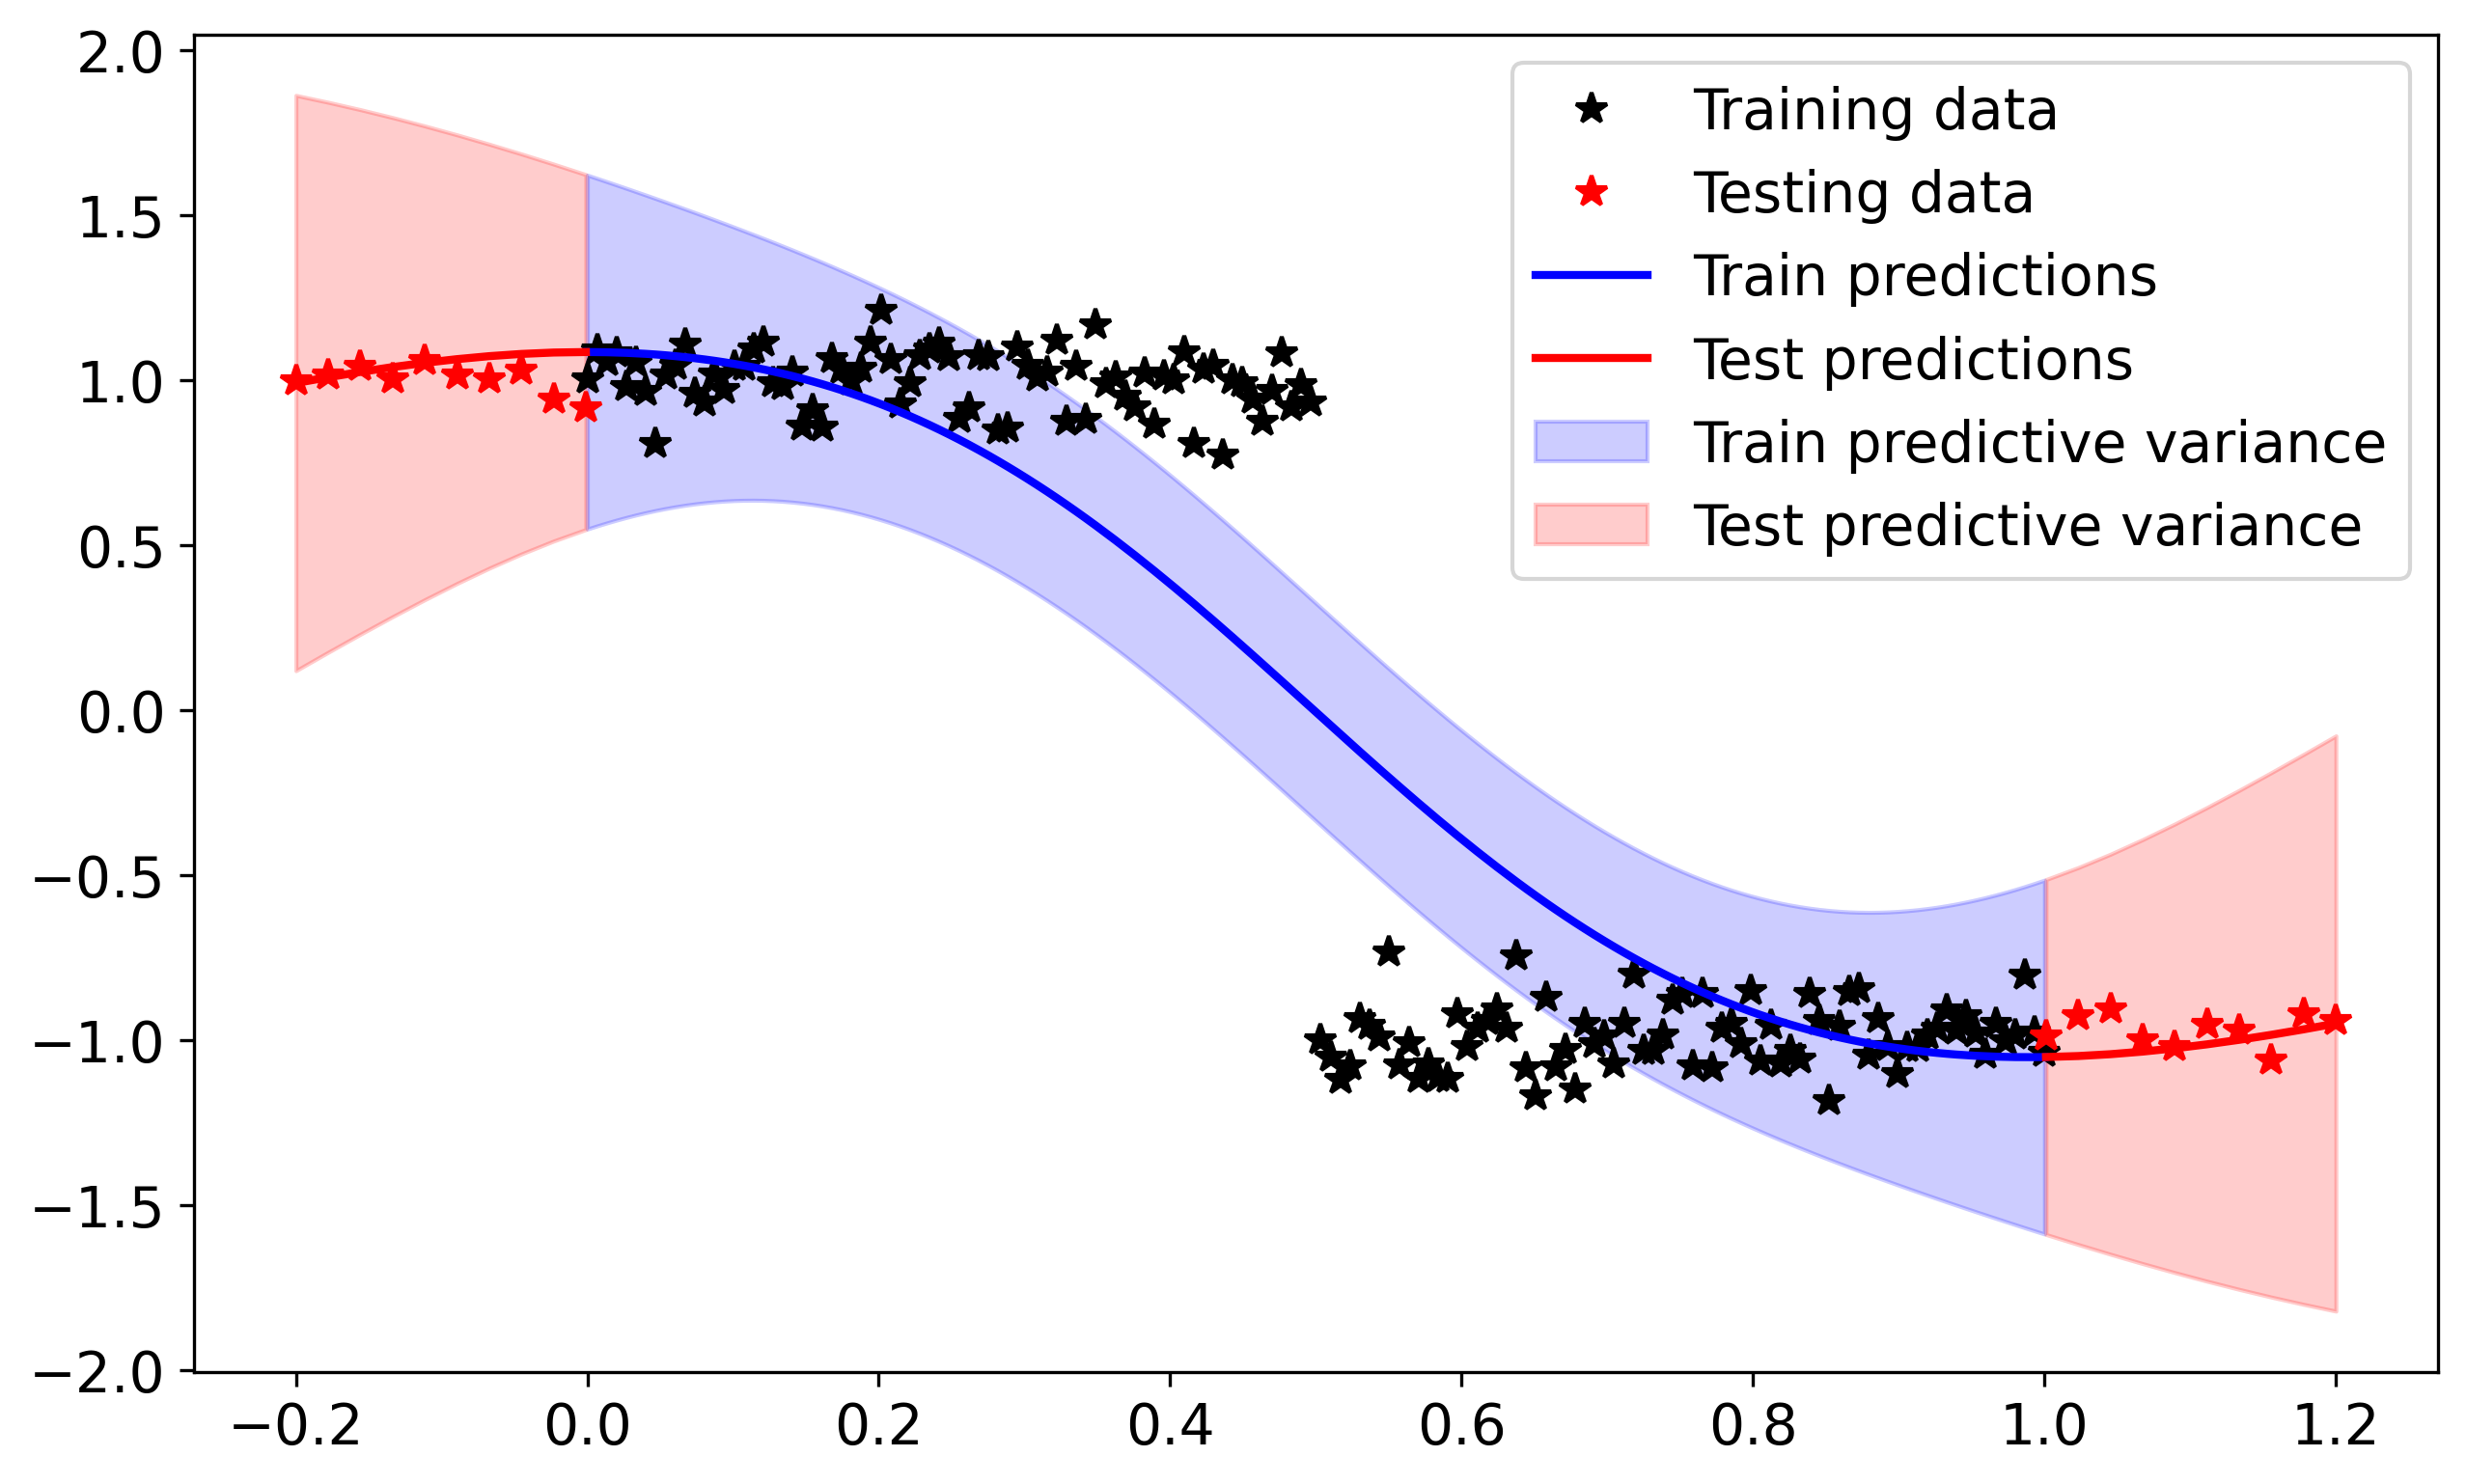 2.0
1.5
1.0
0.5
0.0
−0.5
−1.0
−1.5
−2.0
−0.2
0.0
0.2
0.4
0.6
0.8
1.0
1.2
Training data
Testing data
Train predictions
Test predictions
Train predictive variance
Test predictive variance